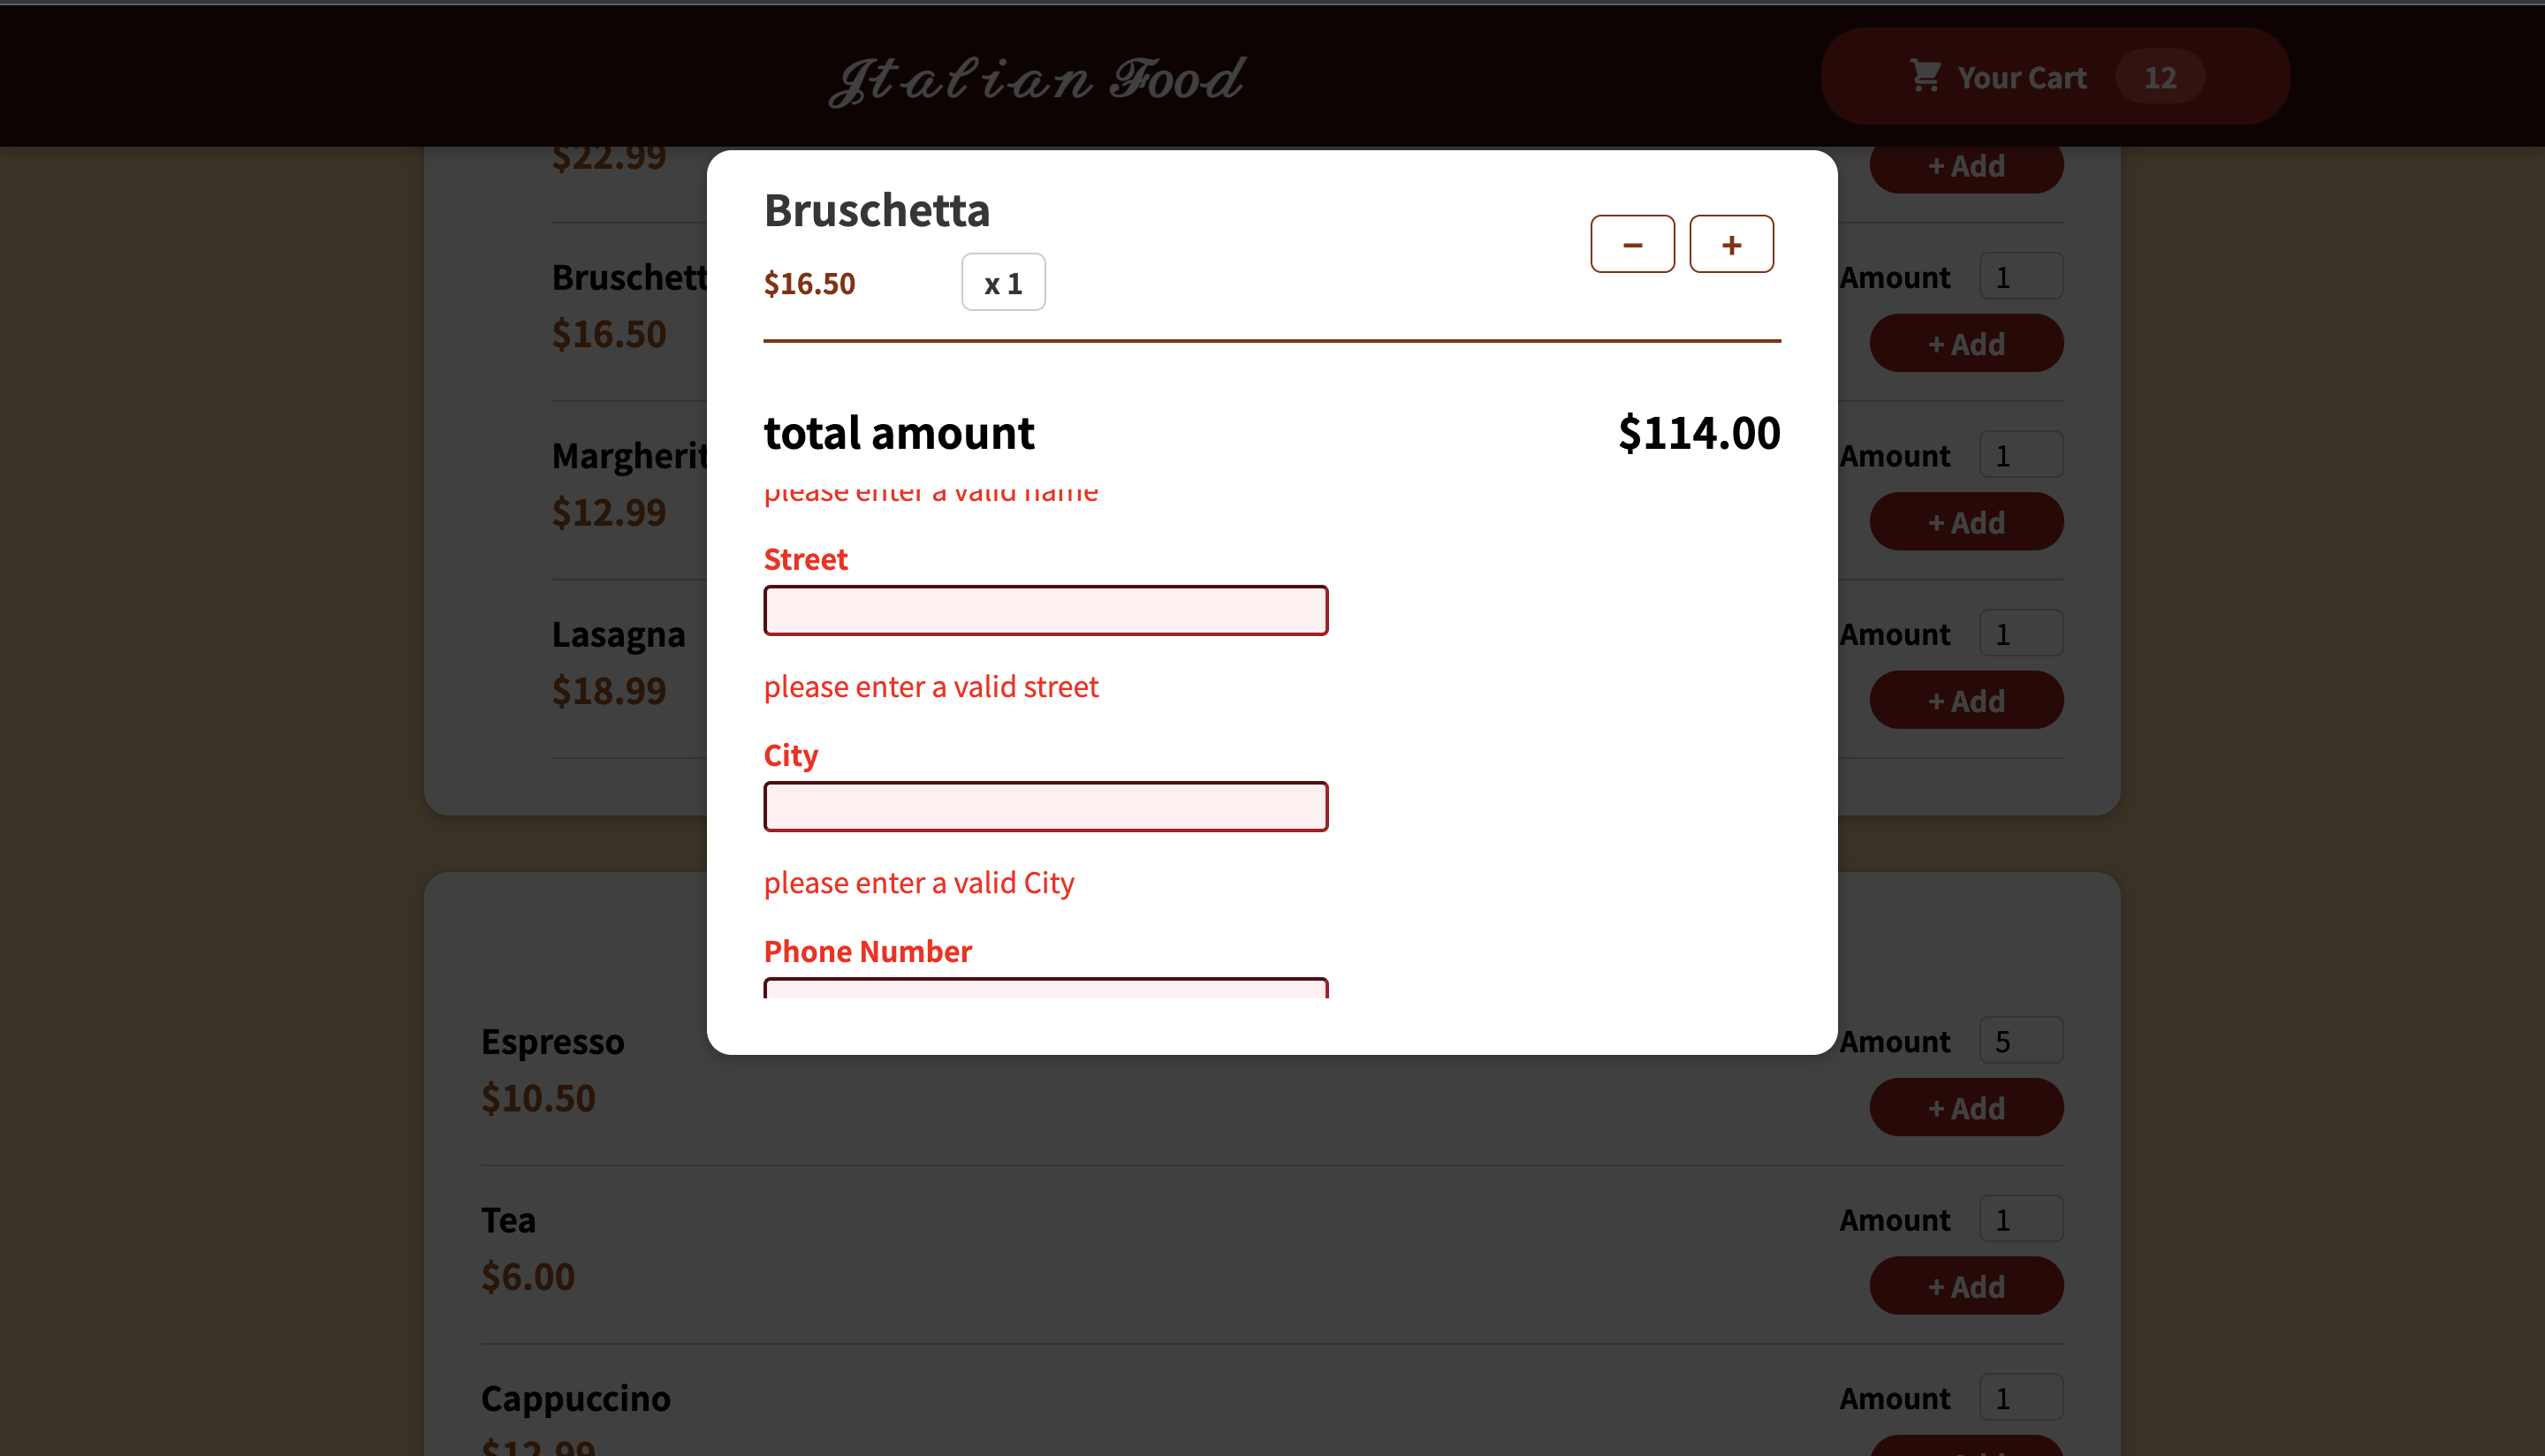 Italian Food
Your Cart 12
$22.99
+ Add
Bruschetta
$16.50
x 1
−
+
total amount
$114.00
please enter a valid name
Street
please enter a valid street
City
please enter a valid City
Phone Number
Bruschett
$16.50
Amount 1
+ Add
Margherit
$12.99
Amount 1
+ Add
Lasagna
$18.99
Amount 1
+ Add
Espresso
$10.50
Amount 5
+ Add
Tea
$6.00
Amount 1
+ Add
Cappuccino
$12.99
Amount 1